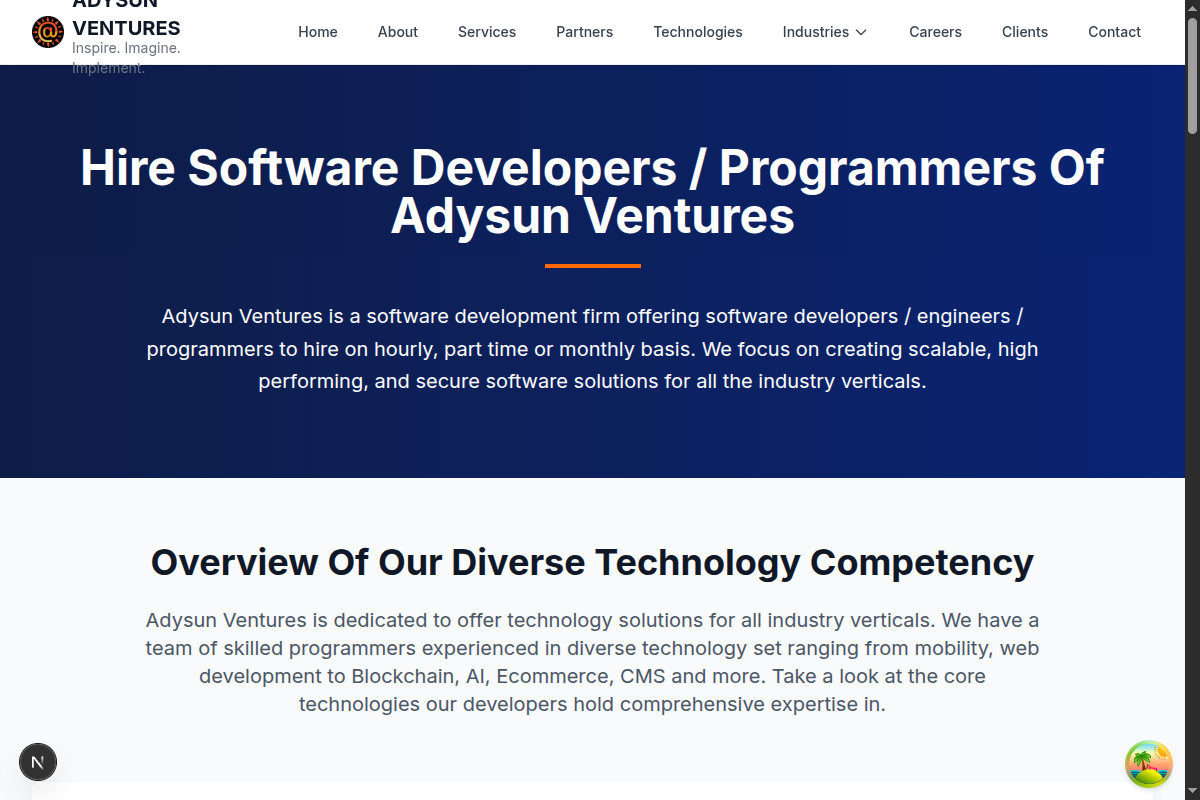 ADYSUN
VENTURES
Inspire. Imagine.
Implement.
Home
About
Services
Partners
Technologies
Industries
Careers
Clients
Contact
Hire Software Developers / Programmers Of
Adysun Ventures
Adysun Ventures is a software development firm offering software developers / engineers /
programmers to hire on hourly, part time or monthly basis. We focus on creating scalable, high
performing, and secure software solutions for all the industry verticals.
Overview Of Our Diverse Technology Competency
Adysun Ventures is dedicated to offer technology solutions for all industry verticals. We have a
team of skilled programmers experienced in diverse technology set ranging from mobility, web
development to Blockchain, AI, Ecommerce, CMS and more. Take a look at the core
technologies our developers hold comprehensive expertise in.
N